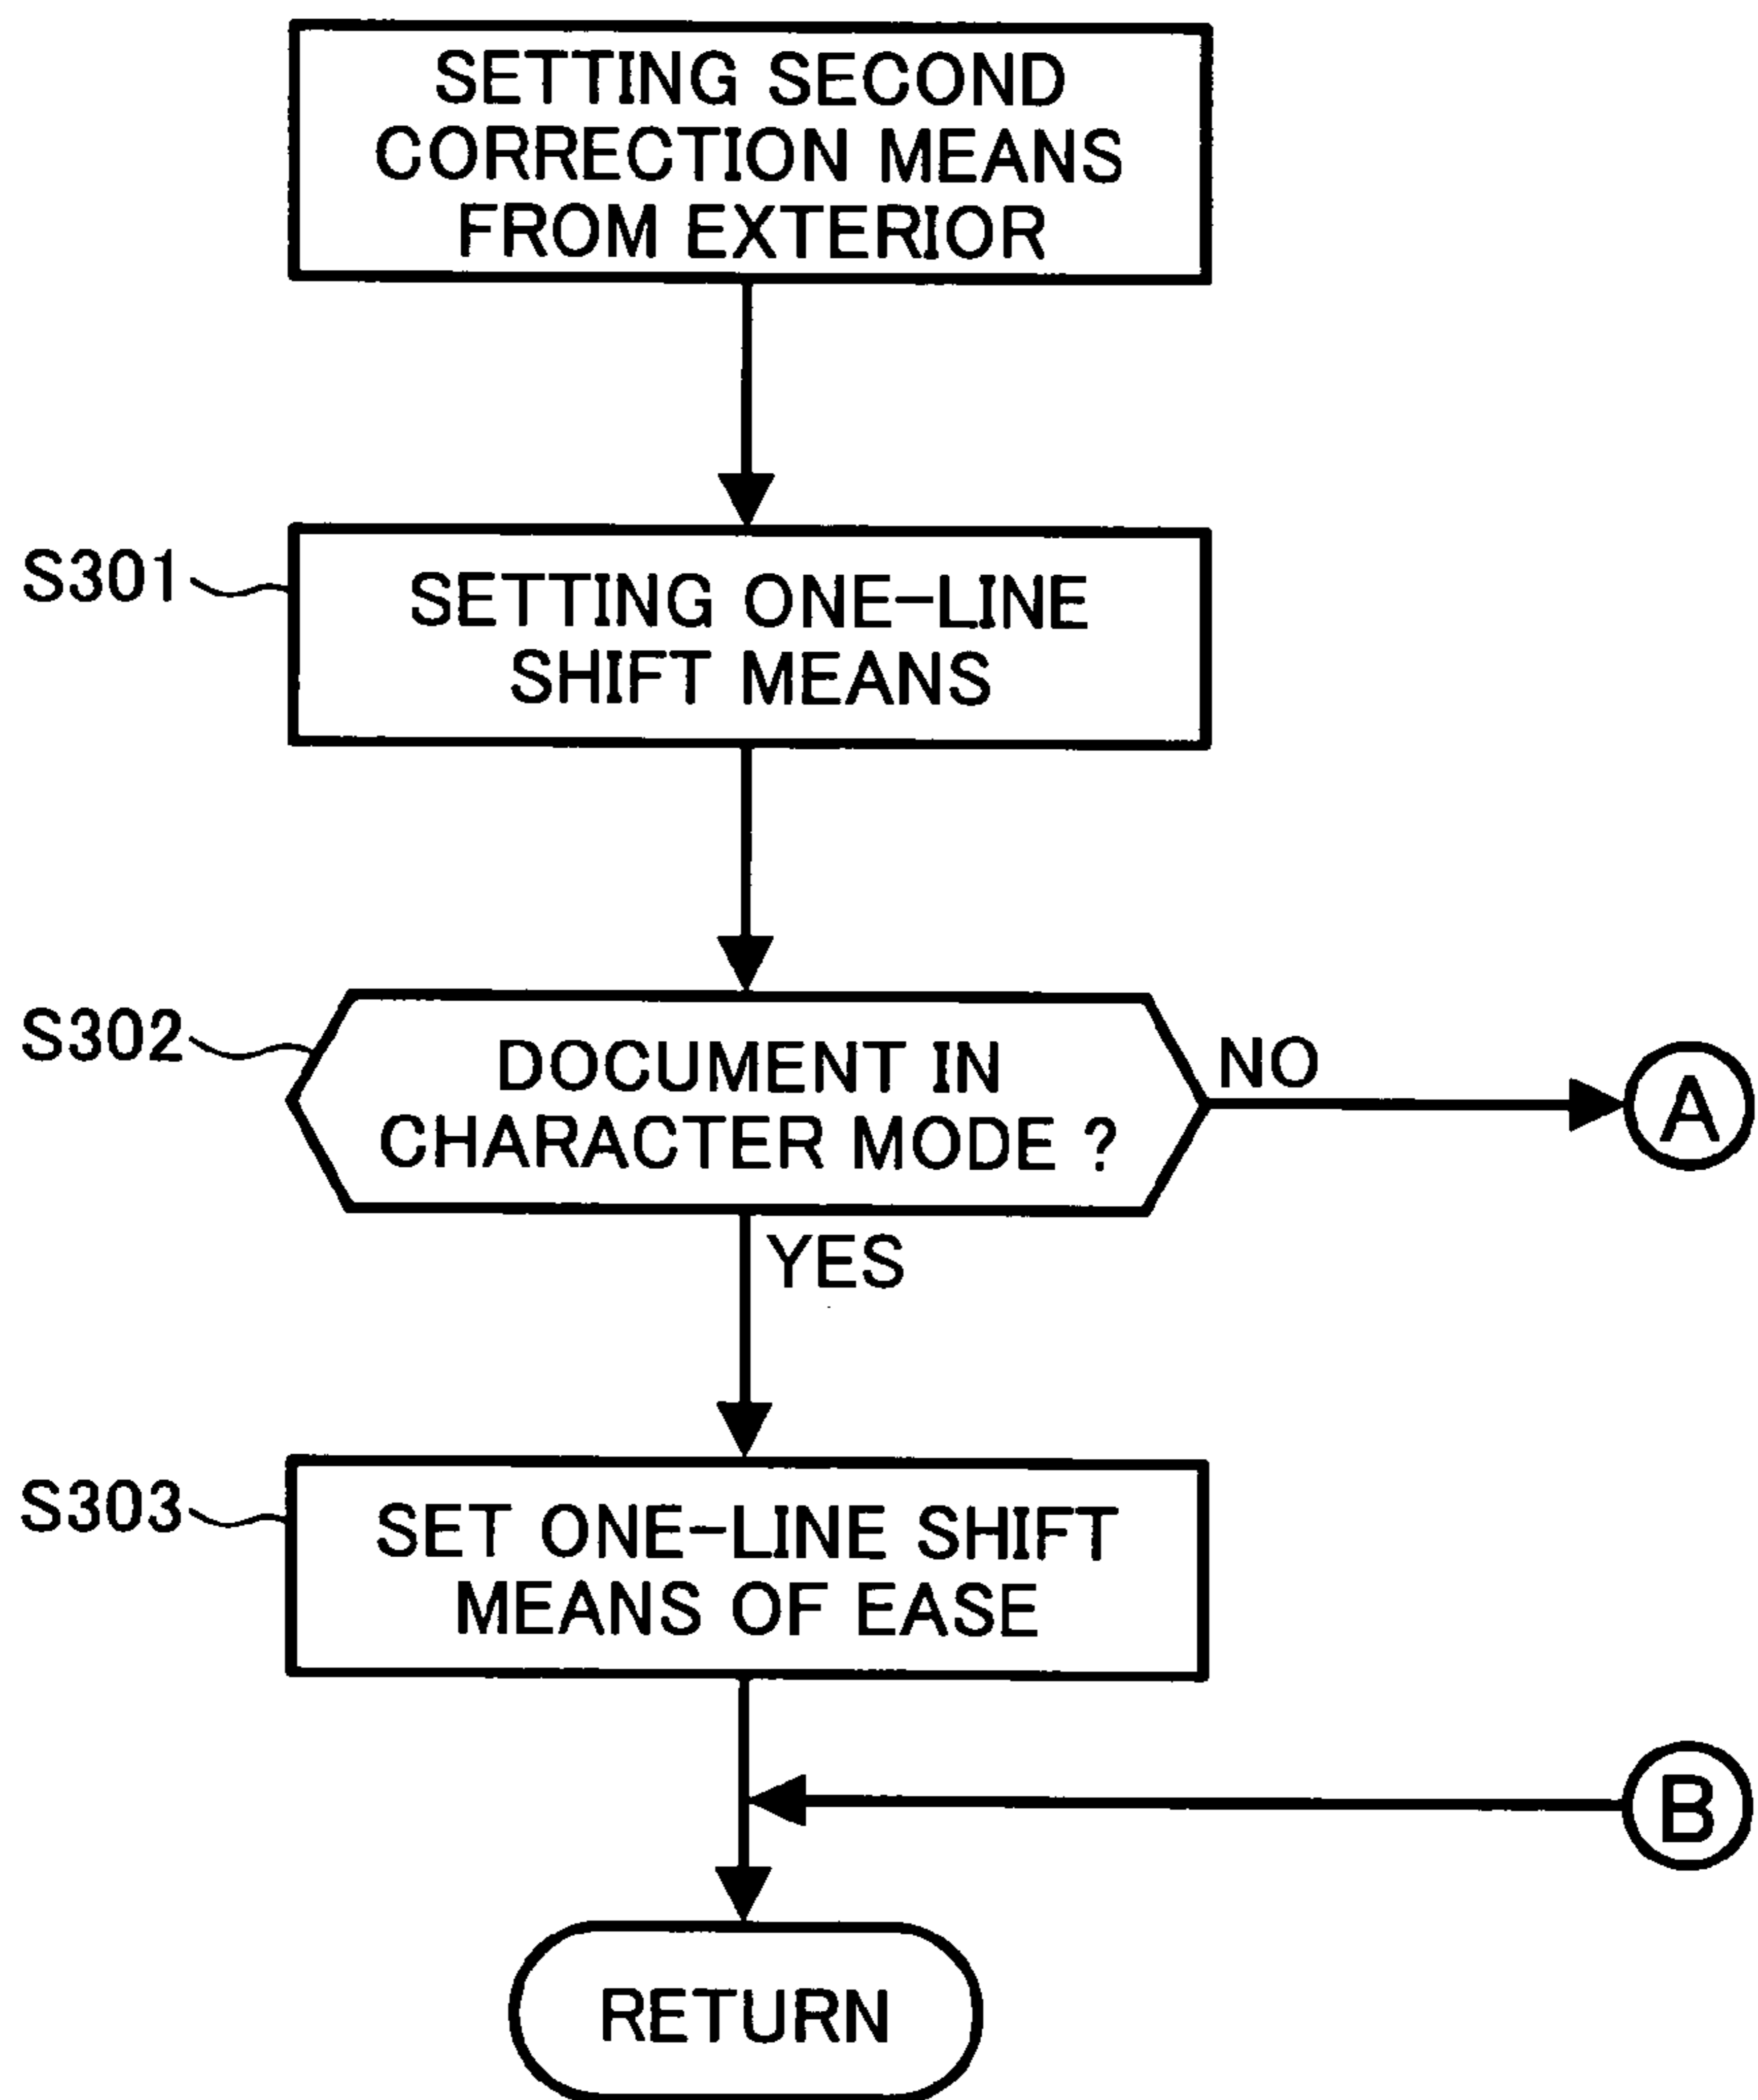 SETTING SECOND
CORRECTION MEANS
FROM EXTERIOR
S301
SETTING ONE-LINE
SHIFT MEANS
S302
DOCUMENT IN
CHARACTER MODE ?
NO
A
YES
S303
SET ONE-LINE SHIFT
MEANS OF EASE
B
RETURN